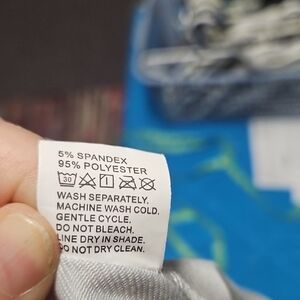 5% SPANDEX
95% POLYESTER
30
WASH SEPARATELY.
MACHINE WASH COLD.
GENTLE CYCLE.
DO NOT BLEACH.
LINE DRY IN SHADE.
DO NOT DRY CLEAN.